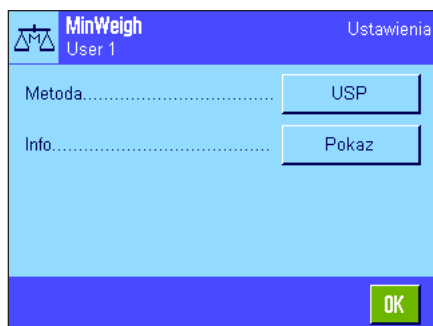 MinWeigh
Ustawienia
User 1
Metoda.................................... USP
Info......................................... Pokaz
OK